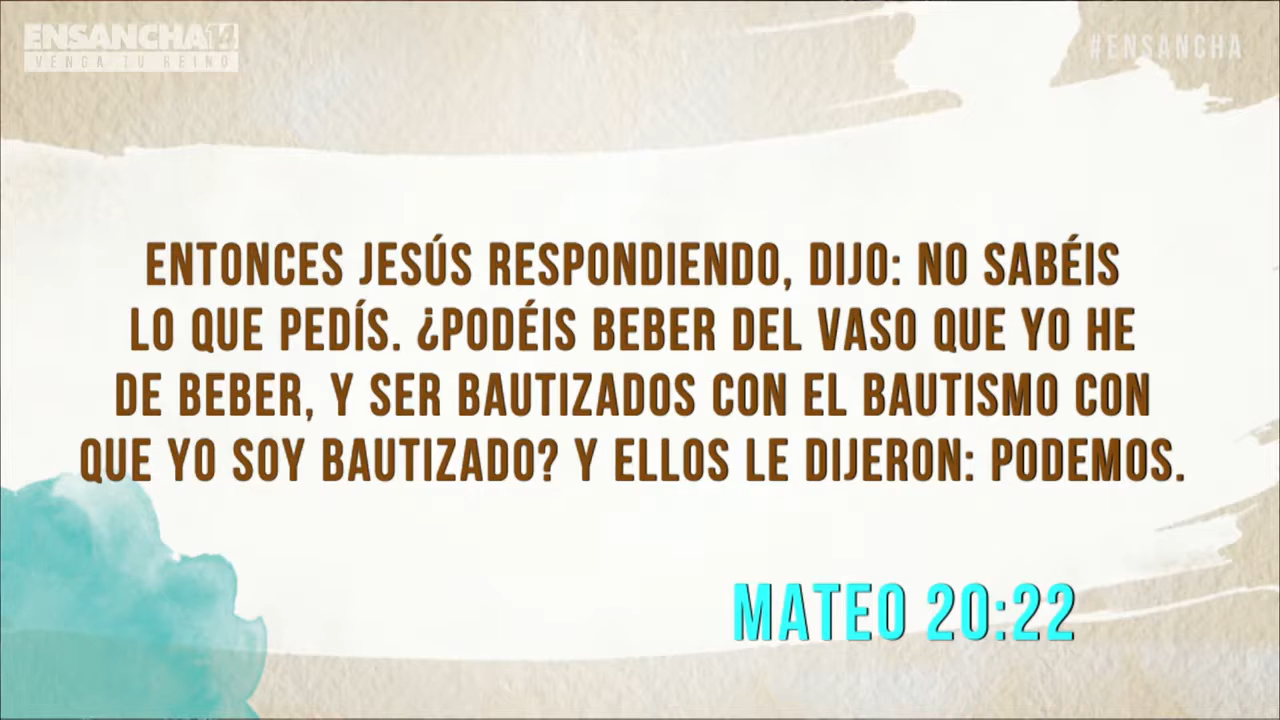 ENSANCHA14
VENGA TU REINO
#ENSANCHA
ENTONCES JESÚS RESPONDIENDO, DIJO: NO SABÉIS
LO QUE PEDÍS. ¿PODÉIS BEBER DEL VASO QUE YO HE
DE BEBER, Y SER BAUTIZADOS CON EL BAUTISMO CON
QUE YO SOY BAUTIZADO? Y ELLOS LE DIJERON: PODEMOS.
MATEO 20:22